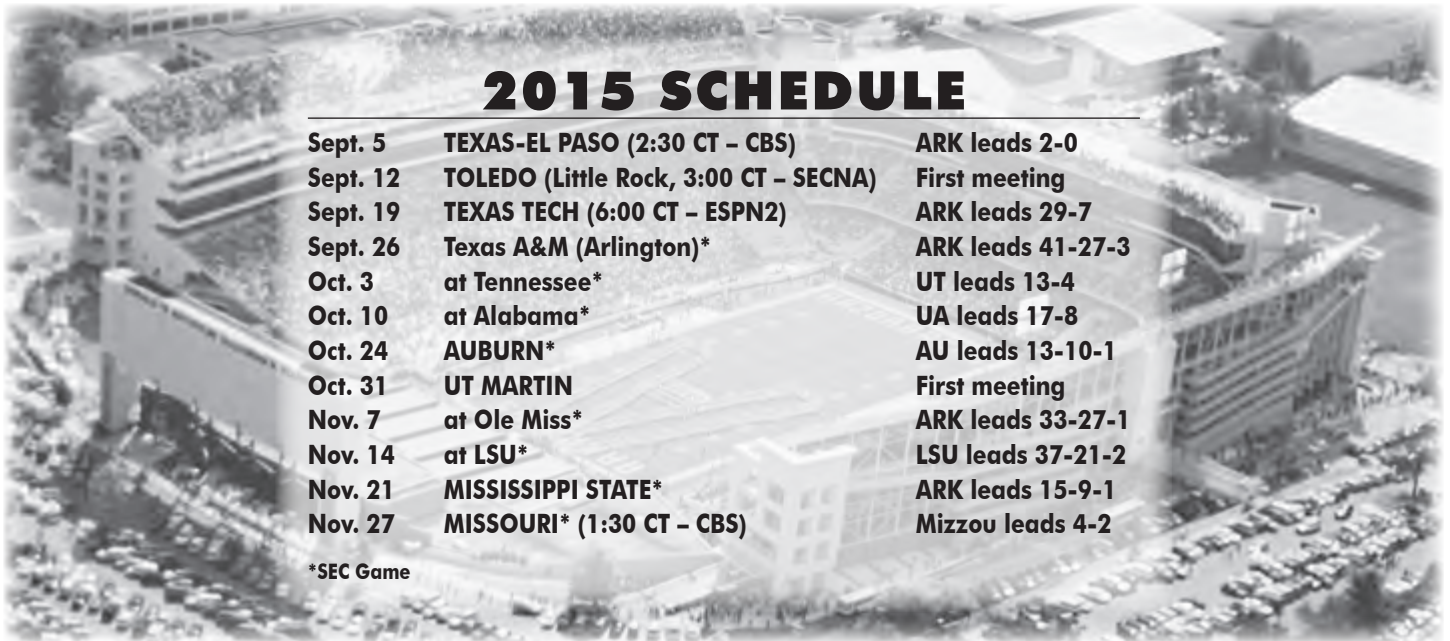 2015 SCHEDULE
Sept. 5 TEXAS-EL PASO (2:30 CT – CBS) ARK leads 2-0
Sept. 12 TOLEDO (Little Rock, 3:00 CT – SECNA) First meeting
Sept. 19 TEXAS TECH (6:00 CT – ESPN2) ARK leads 29-7
Sept. 26 Texas A&M (Arlington)* ARK leads 41-27-3
Oct. 3 at Tennessee* UT leads 13-4
Oct. 10 at Alabama* UA leads 17-8
Oct. 24 AUBURN* AU leads 13-10-1
Oct. 31 UT MARTIN First meeting
Nov. 7 at Ole Miss* ARK leads 33-27-1
Nov. 14 at LSU* LSU leads 37-21-2
Nov. 21 MISSISSIPPI STATE* ARK leads 15-9-1
Nov. 27 MISSOURI* (1:30 CT – CBS) Mizzou leads 4-2
*SEC Game